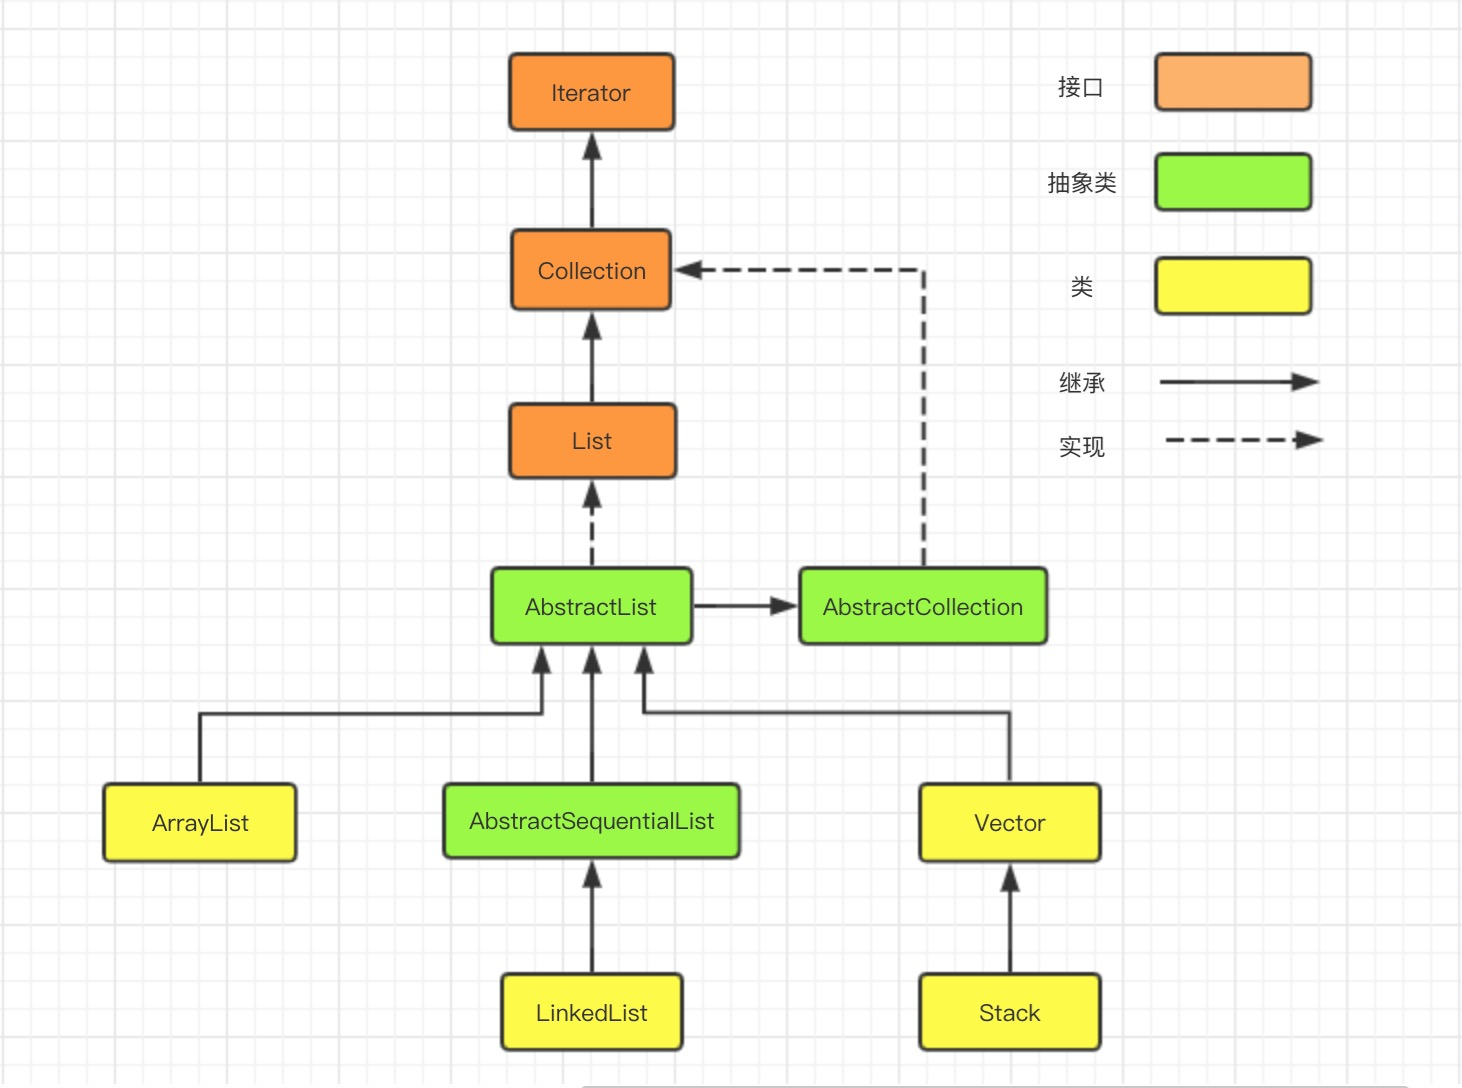 Iterator
接口
抽象类
Collection
类
继承
List
实现
AbstractList
AbstractCollection
ArrayList
AbstractSequentialList
Vector
LinkedList
Stack